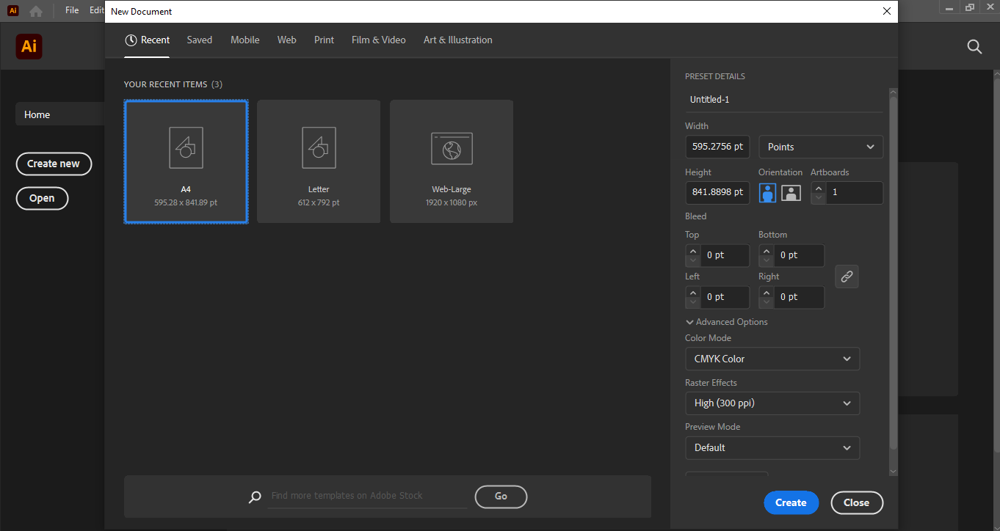 Ai File Edit
New Document
Ai
Recent Saved Mobile Web Print Film & Video Art & Illustration
Home
Create new
Open
YOUR RECENT ITEMS (3)
A4
595.28 x 841.89 pt
Letter
612 x 792 pt
Web-Large
1920 x 1080 px
Find more templates on Adobe Stock
Go
PRESET DETAILS
Untitled-1
Width
595.2756 pt Points
Height Orientation Artboards
841.8898 pt 1
Bleed
Top Bottom
0 pt 0 pt
Left Right
0 pt 0 pt
Advanced Options
Color Mode
CMYK Color
Raster Effects
High (300 ppi)
Preview Mode
Default
Create Close